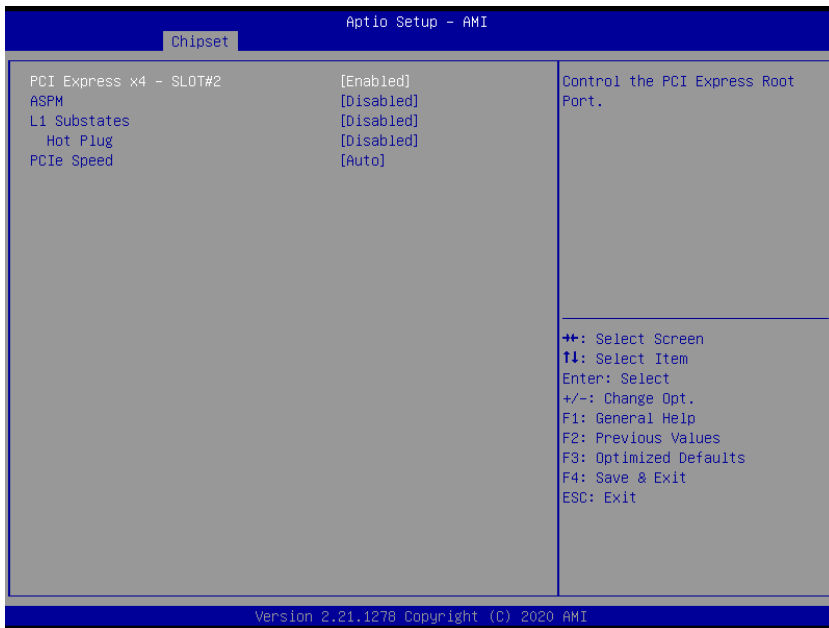 Aptio Setup – AMI
Chipset
PCI Express x4 – SLOT#2 [Enabled]
ASPM [Disabled]
L1 Substates [Disabled]
Hot Plug [Disabled]
PCIe Speed [Auto]
Control the PCI Express Root
Port.
→←: Select Screen
↑↓: Select Item
Enter: Select
+/-: Change Opt.
F1: General Help
F2: Previous Values
F3: Optimized Defaults
F4: Save & Exit
ESC: Exit
Version 2.21.1278 Copyright (C) 2020 AMI